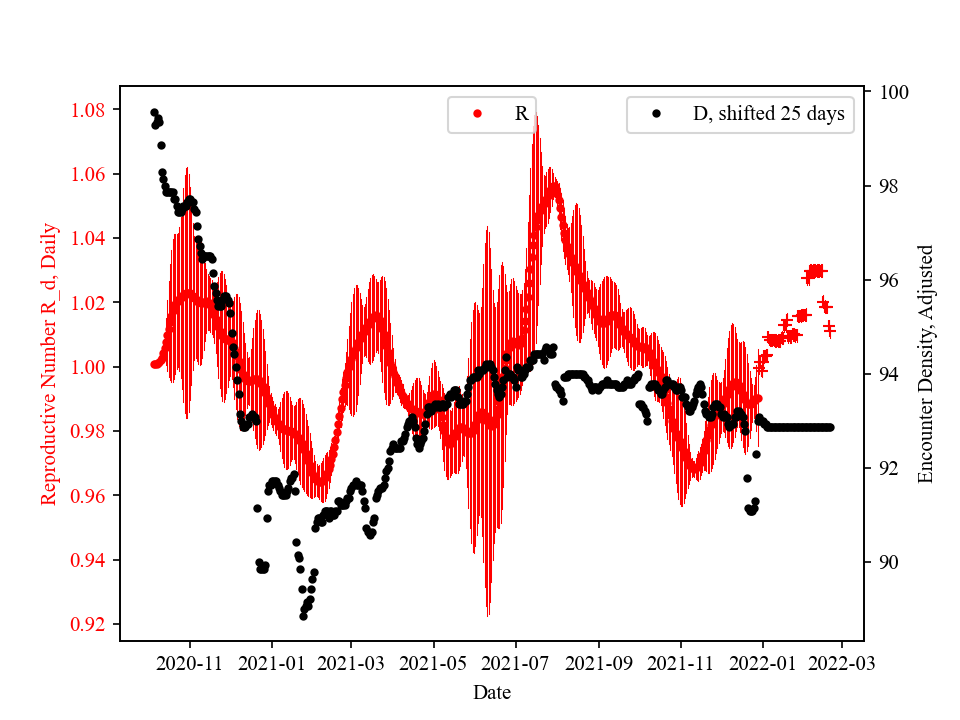 R
D, shifted 25 days
1.08
1.06
1.04
1.02
1.00
0.98
0.96
0.94
0.92
Reproductive Number R_d, Daily
100
98
96
94
92
90
Encounter Density, Adjusted
2020-11 2021-01 2021-03 2021-05 2021-07 2021-09 2021-11 2022-01 2022-03
Date